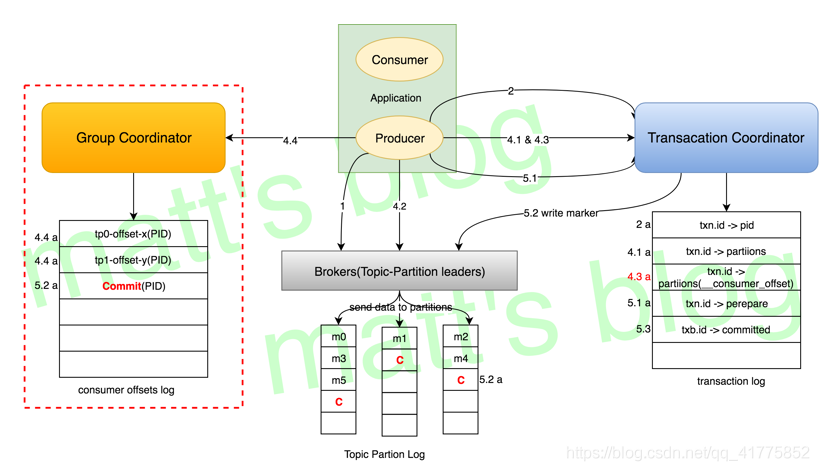 Consumer
Application
Producer
Group Coordinator
Transacation Coordinator
2
4.4
4.1 & 4.3
5.1
1
4.2
5.2 write marker
Brokers(Topic-Partition leaders)
send data to partitions
4.4 a
tp0-offset-x(PID)
4.4 a
tp1-offset-y(PID)
5.2 a
Commit(PID)
consumer offsets log
m0
m3
m5
C
m1
C
m2
m4
C
5.2 a
Topic Partion Log
2 a
txn.id -> pid
4.1 a
txn.id -> partiions
4.3 a
txn.id ->
partiions(__consumer_offset)
5.1 a
txn.id -> perepare
5.3
txb.id -> committed
transaction log
matt's blog
matt's blog
https://blog.csdn.net/qq_41775852